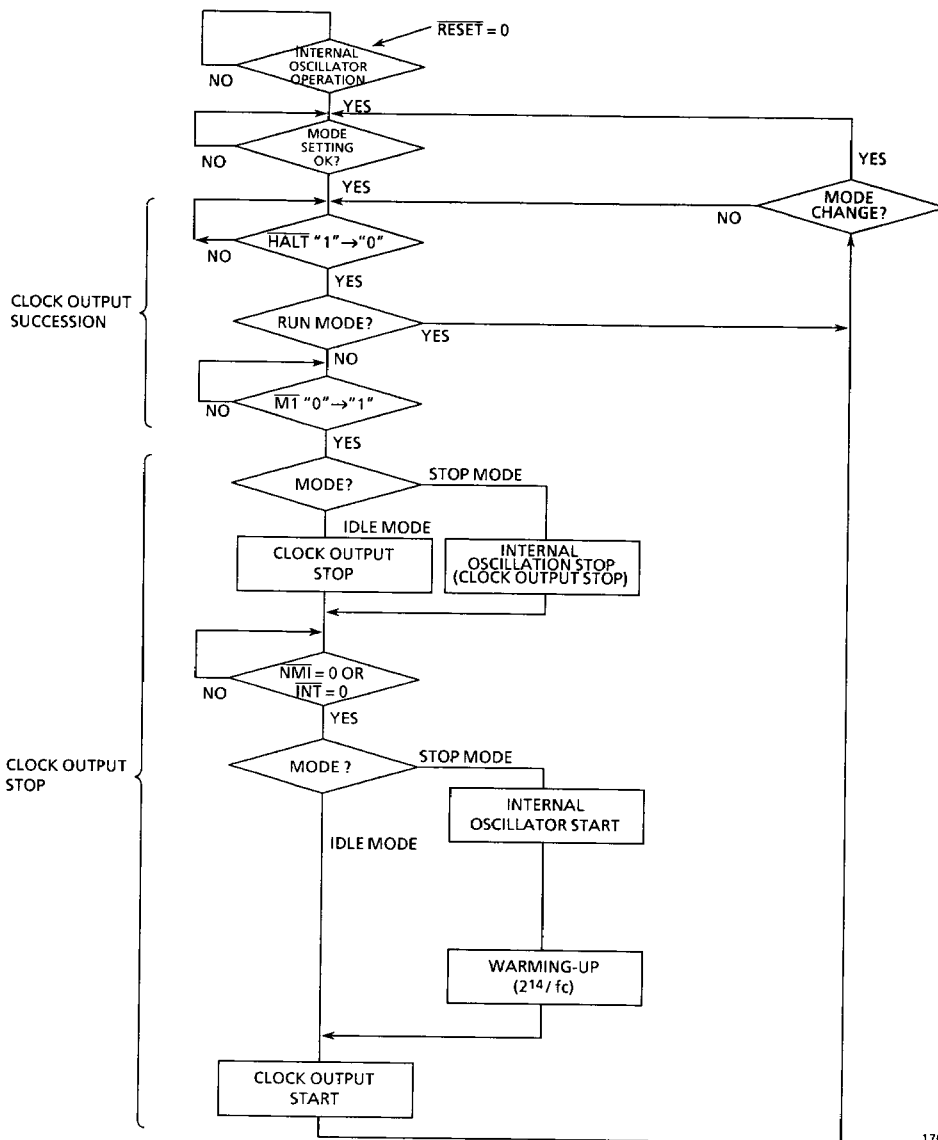 RESET = 0
INTERNAL
OSCILLATOR
OPERATION
NO
YES
MODE
SETTING
OK?
NO
YES
YES
MODE
CHANGE?
NO
HALT "1"→"0"
NO
YES
CLOCK OUTPUT
SUCCESSION
RUN MODE?
YES
NO
M1 "0"→"1"
NO
YES
MODE?
STOP MODE
IDLE MODE
CLOCK OUTPUT
STOP
INTERNAL
OSCILLATION STOP
(CLOCK OUTPUT STOP)
NMI = 0 OR
INT = 0
NO
YES
CLOCK OUTPUT
STOP
MODE ?
STOP MODE
INTERNAL
OSCILLATOR START
IDLE MODE
WARMING-UP
(2¹⁴/ fc)
CLOCK OUTPUT
START